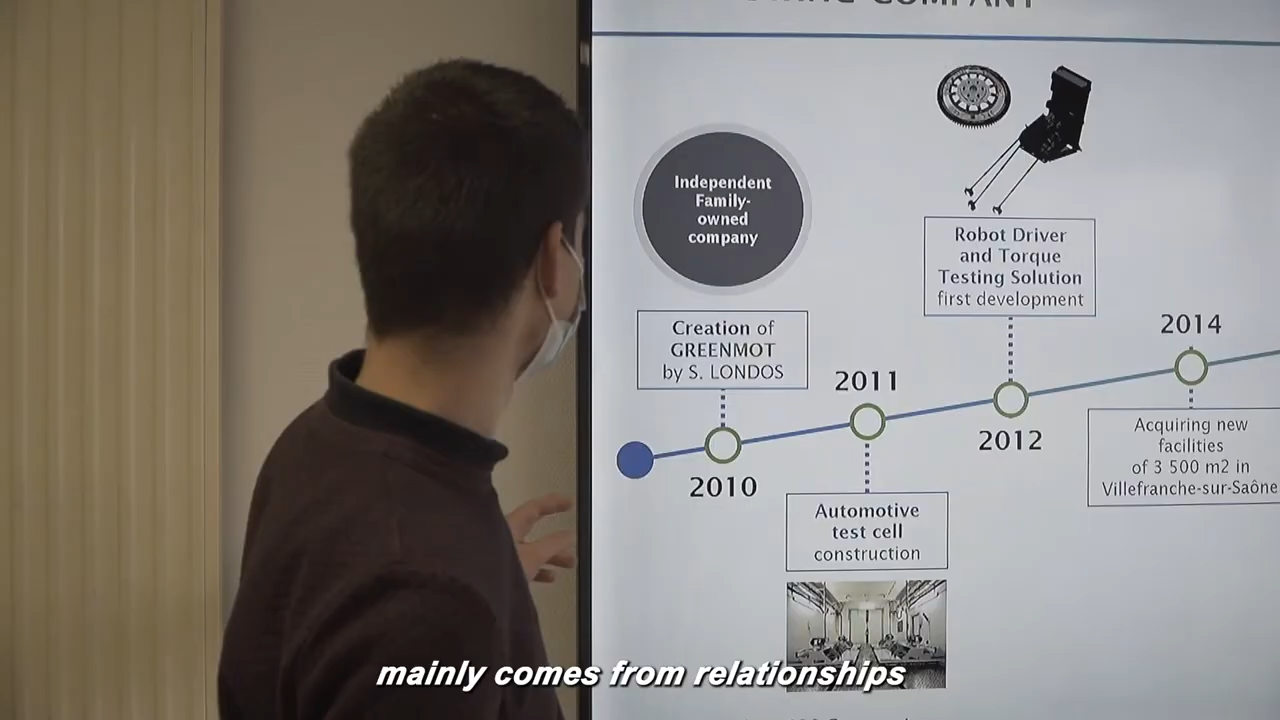 COMPANY
Independent
Family-
owned
company
Creation of
GREENMOT
by S. LONDOS
2010
2011
Automotive
test cell
construction
Robot Driver
and Torque
Testing Solution
first development
2012
2014
Acquiring new
facilities
of 3 500 m2 in
Villefranche-sur-Saône
mainly comes from relationships